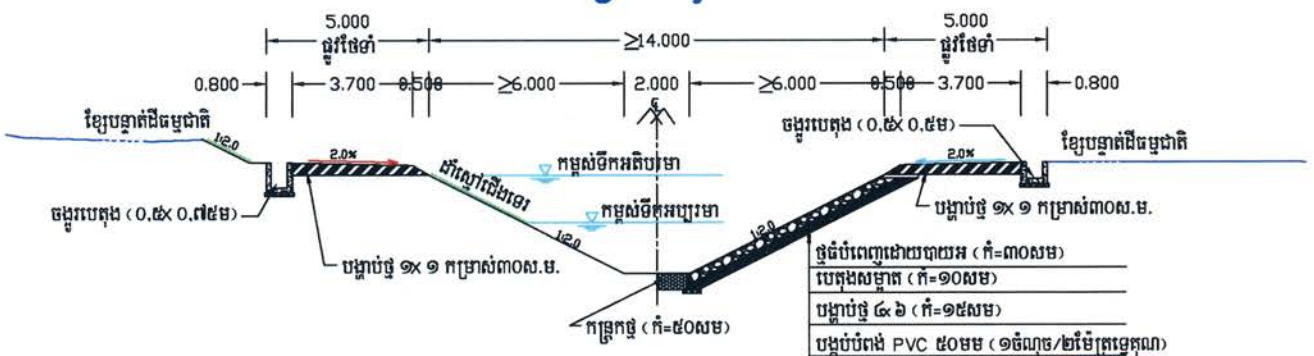 5.000
ផ្លូវថែទាំ
≥14.000
5.000
ផ្លូវថែទាំ
0.800
3.700
0.500
≥6.000
2.000
≥6.000
0.500
3.700
0.800
ខ្សែបន្ទាត់ដីធម្មជាតិ
1:2.0
2.0%
កម្ពស់ទឹកអតិបរមា
ចង្អូរបេតុង (0,៥X 0,៥ម)
2.0%
ខ្សែបន្ទាត់ដីធម្មជាតិ
ដាំស្មៅជើងទេរ
ចង្អូរបេតុង (0,៥X 0,៧៥ម)
កម្ពស់ទឹកអប្បរមា
1:2.0
1:2.0
បង្ហាប់ថ្ម ១X ១ កម្រាស់៣០ស.ម.
បង្ហាប់ថ្ម ១X ១ កម្រាស់៣០ស.ម.
ថ្មធំបំពេញដោយបាយអ (ក់=៣០សម)
បេតុងសម្អាត (ក់=១០សម)
បង្ហាប់ថ្ម ៤x ៦ (ក់=១៥សម)
កន្ត្រកថ្ម (ក់=៥០សម)
បង្កប់បំពង់ PVC ៥០មម (១ចំណុច/២ម៉ែត្រទ្វេគុណ)